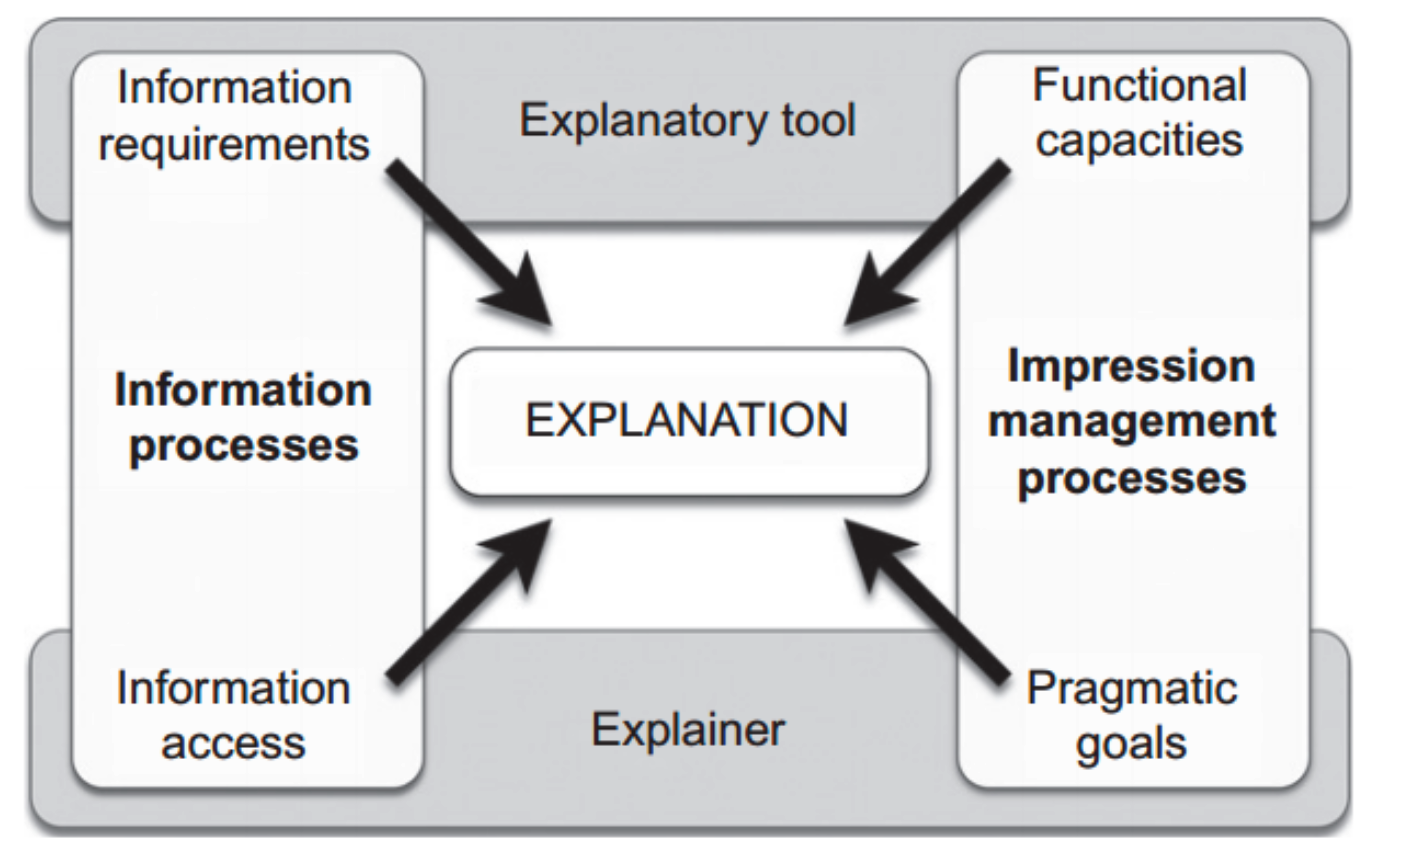 Information
requirements
Explanatory tool
Functional
capacities
Information
processes
EXPLANATION
Impression
management
processes
Information
access
Explainer
Pragmatic
goals